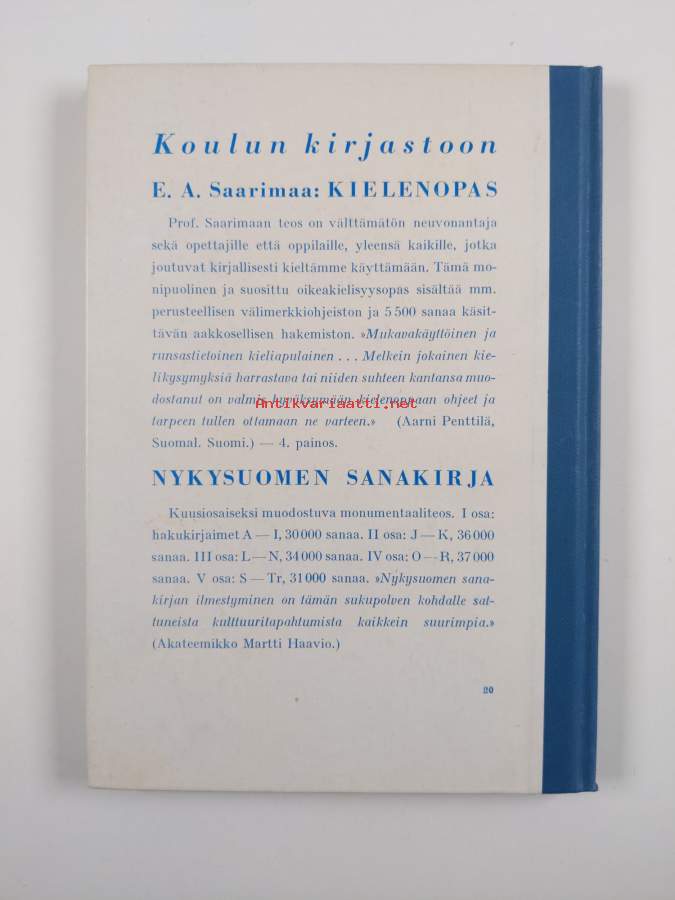 Koulun kirjastoon
E. A. Saarimaa: KIELENOPAS
Prof. Saarimaan teos on välttämätön neuvonantaja
sekä opettajille että oppilaille, yleensä kaikille, jotka
joutuvat kirjallisesti kieltämme käyttämään. Tämä mo-
nipuolinen ja suosittu oikeakielisyysopas sisältää mm.
perusteellisen välimerkkiohjeiston ja 5 500 sanaa käsit-
tävän aakkosellisen hakemiston. »Mukavakäyttöinen ja
runsastietoinen kieliapulainen . . . Melkein jokainen kie-
likysymyksiä harrastava tai niiden suhteen kantansa muo-
dostanut on valmis hyväksymään kielenoppaan ohjeet ja
Antikvariaatti.net
tarpeen tullen ottamaan ne varteen.» (Aarni Penttilä,
Suomal. Suomi.) — 4. painos.
NYKYSUOMEN SANAKIRJA
Kuusiosaiseksi muodostuva monumentaaliteos. I osa:
hakukirjaimet A — I, 30 000 sanaa. II osa: J — K, 36 000
sanaa. III osa: L — N, 34 000 sanaa. IV osa: O — R, 37 000
sanaa. V osa: S — Tr, 31 000 sanaa. »Nykysuomen sana-
kirjan ilmestyminen on tämän sukupolven kohdalle sat-
tuneista kulttuuritapahtumista kaikkein suurimpia.»
(Akateemikko Martti Haavio.)
20